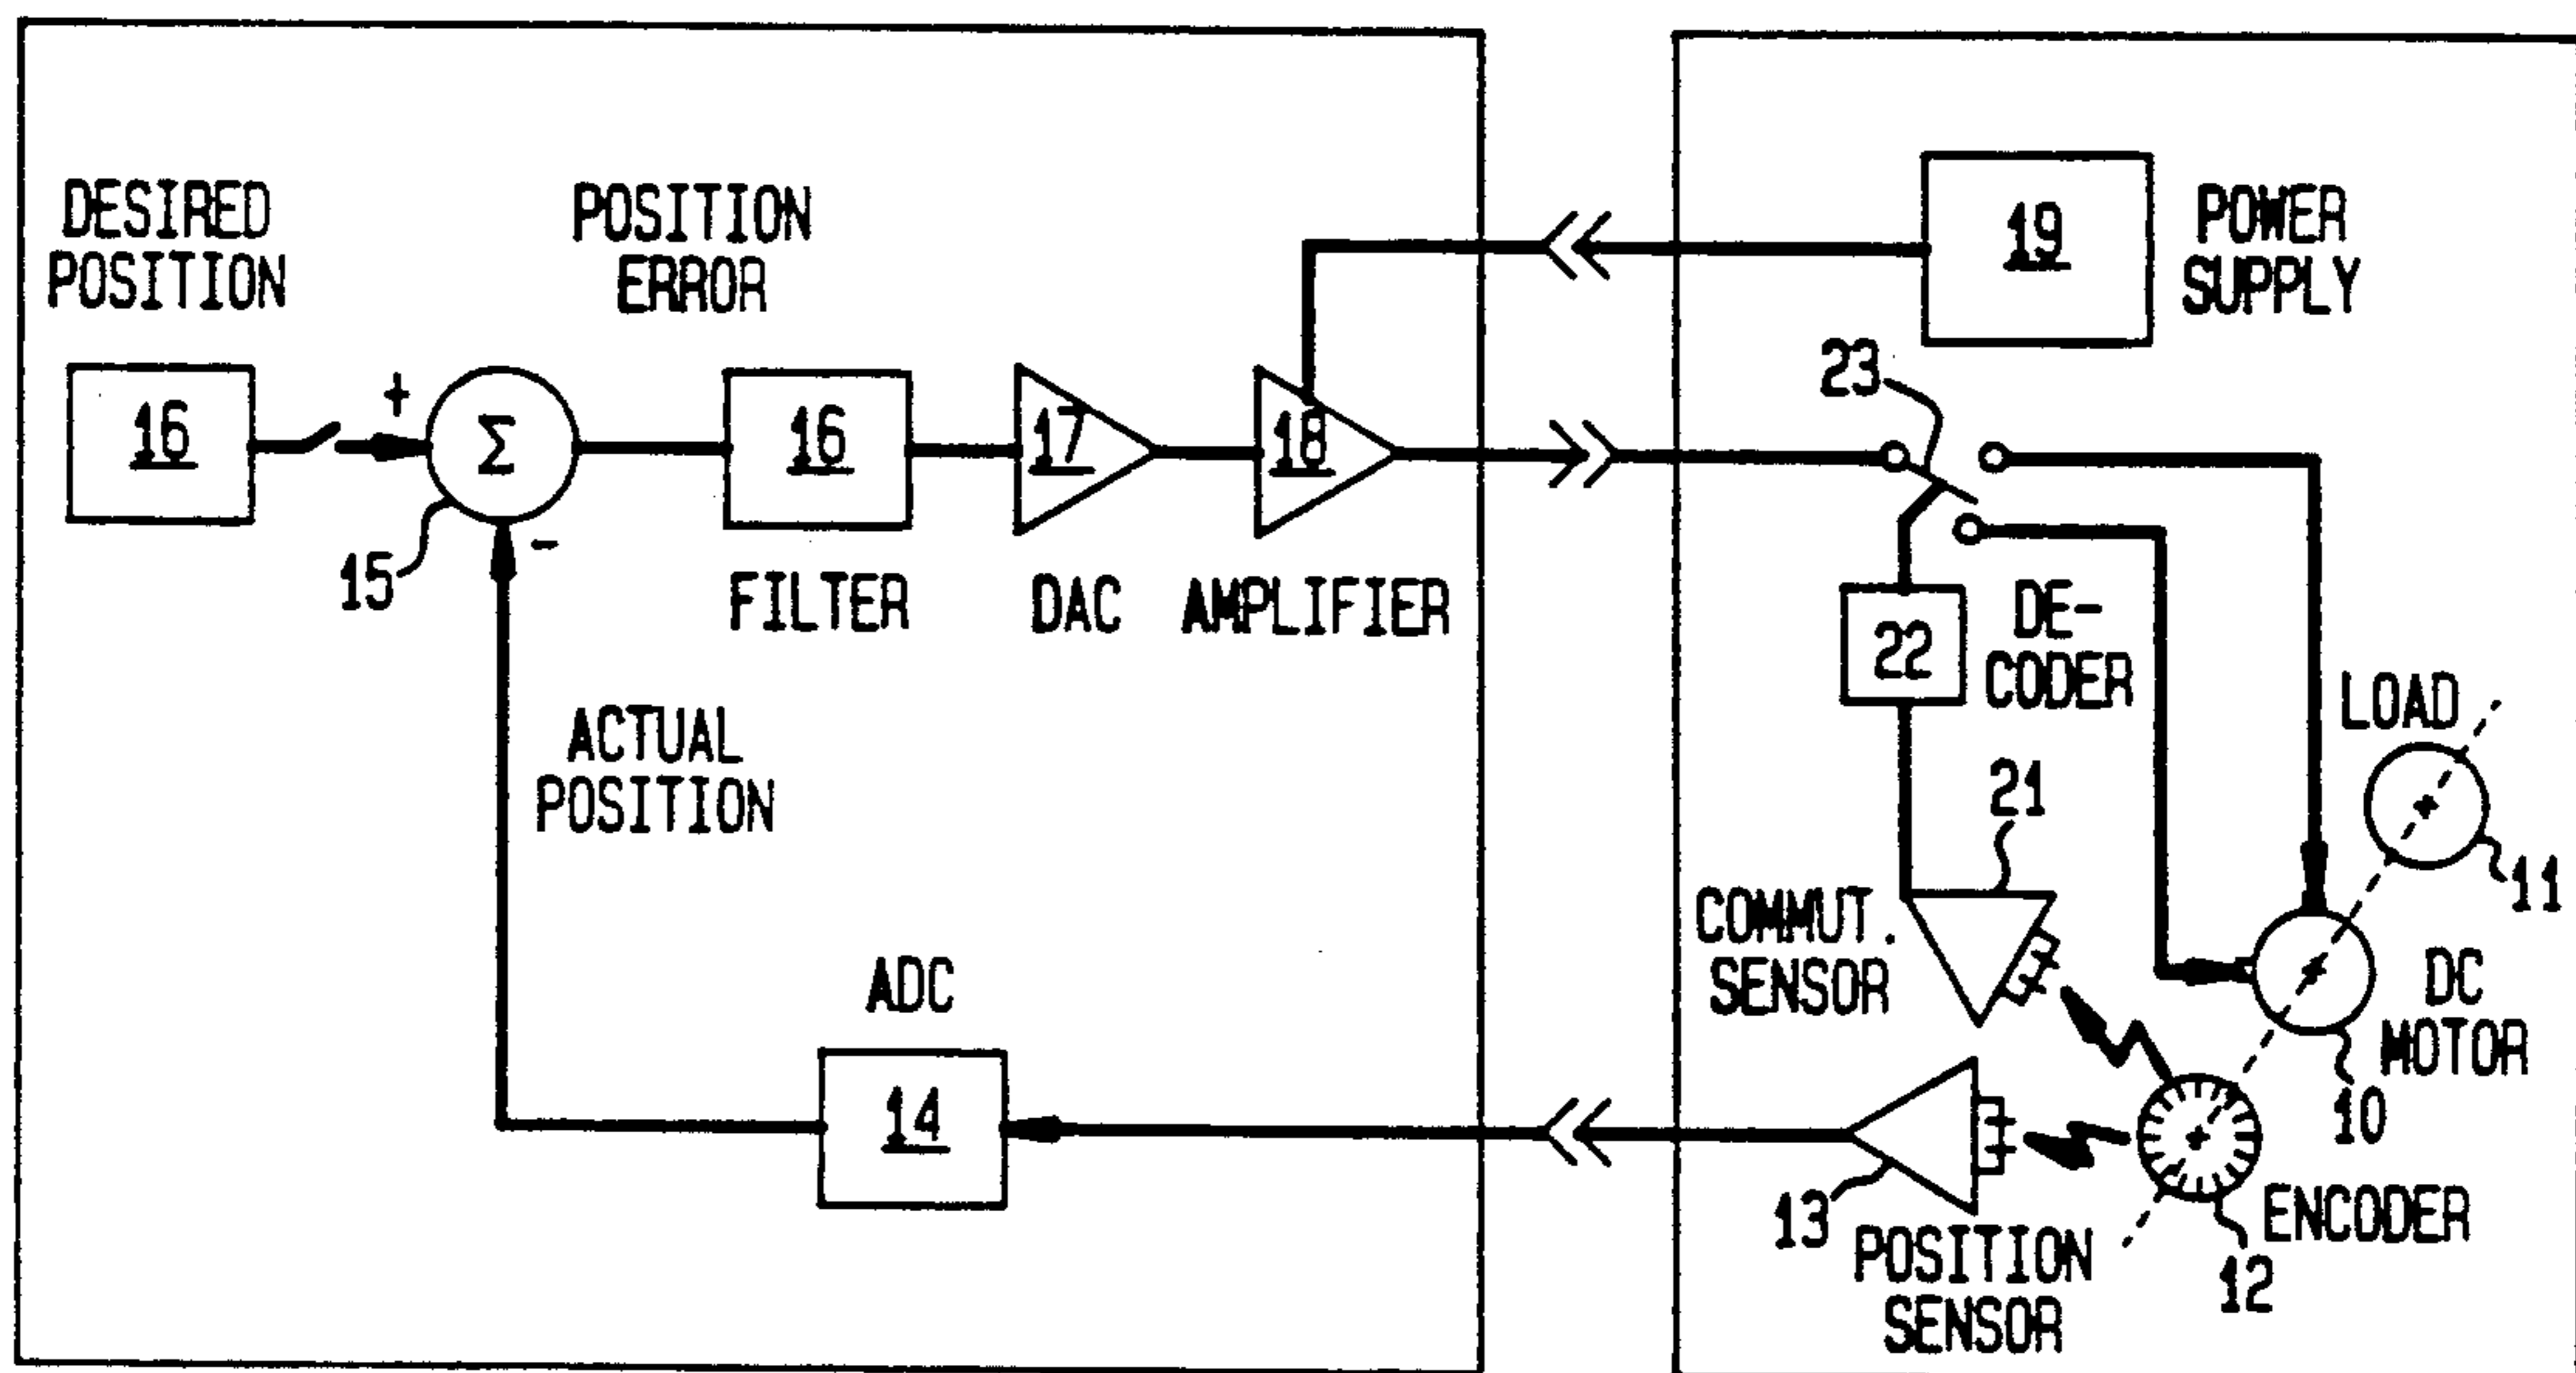 DESIRED
POSITION
16
+
Σ
15
-
POSITION
ERROR
16
FILTER
17
DAC
18
AMPLIFIER
ACTUAL
POSITION
ADC
14
19
POWER
SUPPLY
23
22
DE-
CODER
LOAD
11
21
COMMUT.
SENSOR
DC
MOTOR
10
13
POSITION
SENSOR
ENCODER
12